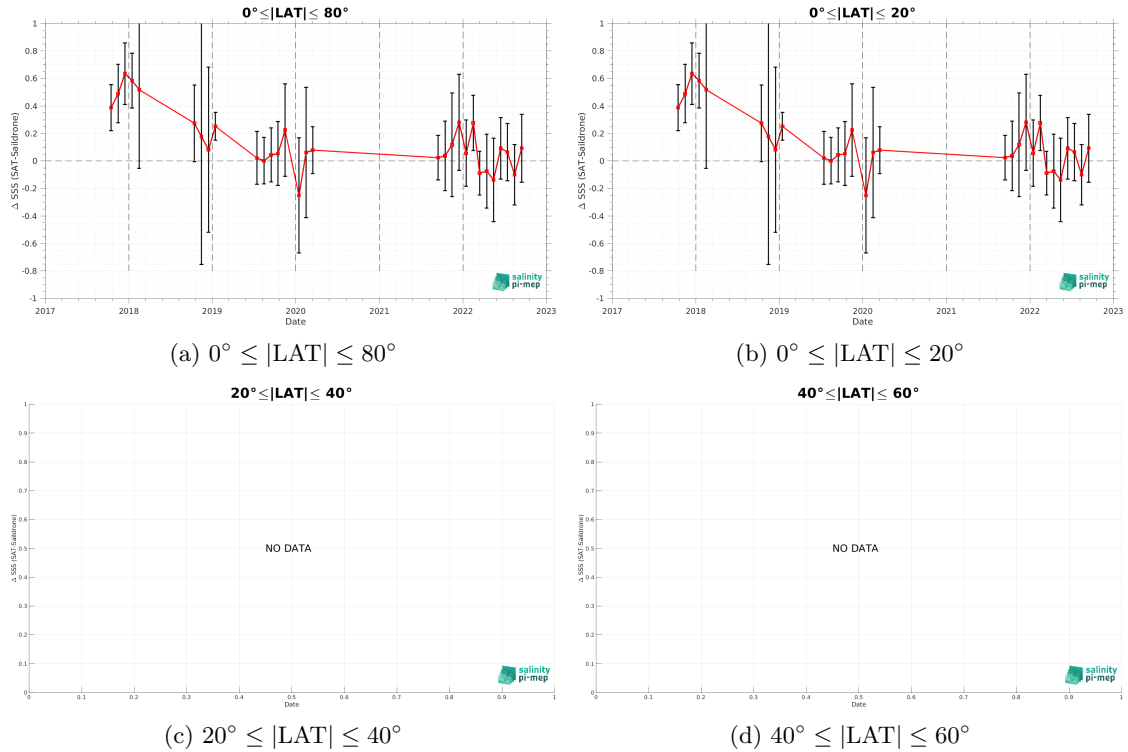 0°≤|LAT|≤ 80°
1
0.8
0.6
0.4
0.2
0
-0.2
-0.4
-0.6
-0.8
-1
Δ SSS (SAT-Saildrone)
2017 2018 2019 2020 2021 2022 2023
Date
salinity
pi-mep
(a) 0° ≤ |LAT| ≤ 80°
0°≤|LAT|≤ 20°
1
0.8
0.6
0.4
0.2
0
-0.2
-0.4
-0.6
-0.8
-1
Δ SSS (SAT-Saildrone)
2017 2018 2019 2020 2021 2022 2023
Date
salinity
pi-mep
(b) 0° ≤ |LAT| ≤ 20°
20°≤|LAT|≤ 40°
1
0.9
0.8
0.7
0.6
0.5
0.4
0.3
0.2
0.1
0
Δ SSS (SAT-Saildrone)
NO DATA
0 0.1 0.2 0.3 0.4 0.5 0.6 0.7 0.8 0.9 1
Date
salinity
pi-mep
(c) 20° ≤ |LAT| ≤ 40°
40°≤|LAT|≤ 60°
1
0.9
0.8
0.7
0.6
0.5
0.4
0.3
0.2
0.1
0
Δ SSS (SAT-Saildrone)
NO DATA
0 0.1 0.2 0.3 0.4 0.5 0.6 0.7 0.8 0.9 1
Date
salinity
pi-mep
(d) 40° ≤ |LAT| ≤ 60°